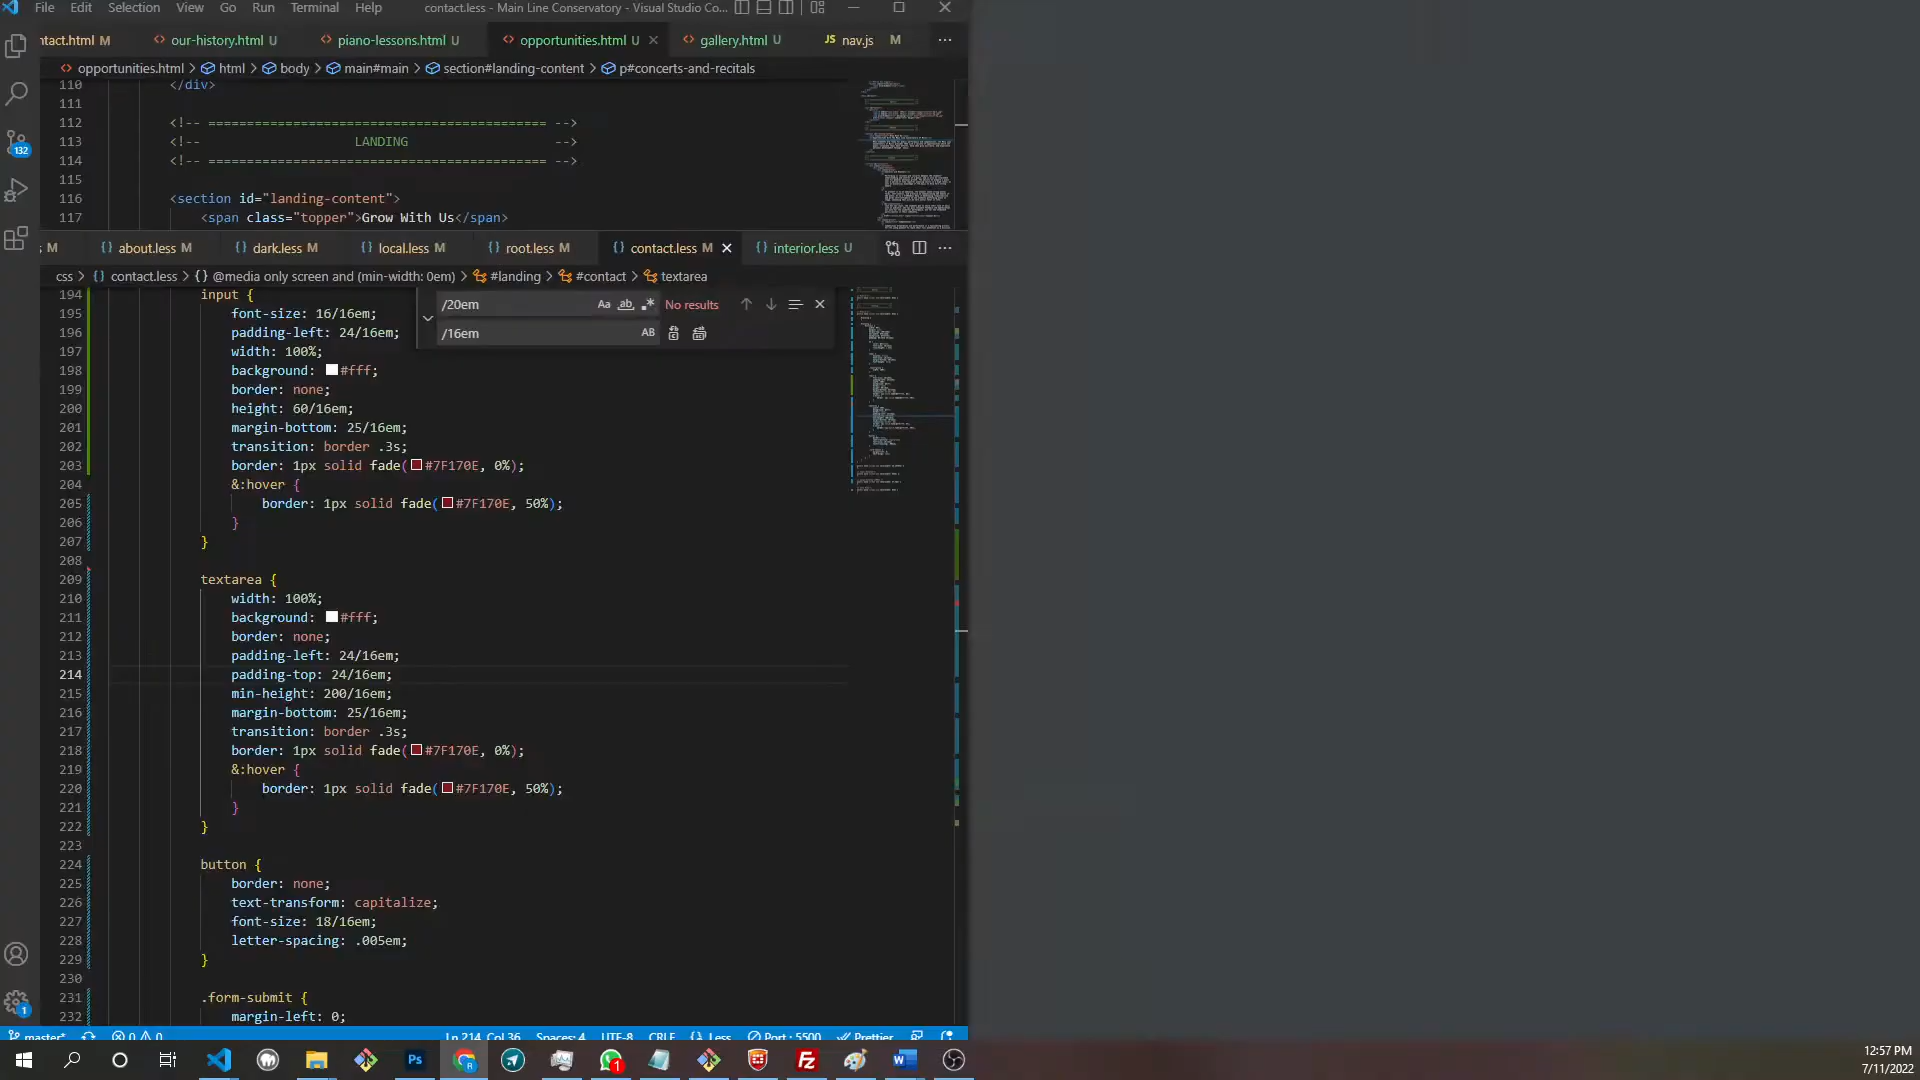 File Edit Selection View Go Run Terminal Help contact.less - Main Line Conservatory - Visual Studio Co...
ntact.html M our-history.html U piano-lessons.html U opportunities.html U gallery.html U JS nav.js M
opportunities.html > html > body > main#main > section#landing-content > p#concerts-and-recitals
110 </div>
111
112 <!-- ============================================ -->
113 <!-- LANDING -->
114 <!-- ============================================ -->
115
116 <section id="landing-content">
117 <span class="topper">Grow With Us</span>
s M {} about.less M {} dark.less M {} local.less M {} root.less M {} contact.less M {} interior.less U
css > {} contact.less > {} @media only screen and (min-width: 0em) > #landing > #contact > textarea
/20em Aa ab .* No results
/16em AB
194 input {
195 font-size: 16/16em;
196 padding-left: 24/16em;
197 width: 100%;
198 background: #fff;
199 border: none;
200 height: 60/16em;
201 margin-bottom: 25/16em;
202 transition: border .3s;
203 border: 1px solid fade(#7F170E, 0%);
204 &:hover {
205 border: 1px solid fade(#7F170E, 50%);
206 }
207 }
208
209 textarea {
210 width: 100%;
211 background: #fff;
212 border: none;
213 padding-left: 24/16em;
214 padding-top: 24/16em;
215 min-height: 200/16em;
216 margin-bottom: 25/16em;
217 transition: border .3s;
218 border: 1px solid fade(#7F170E, 0%);
219 &:hover {
220 border: 1px solid fade(#7F170E, 50%);
221 }
222 }
223
224 button {
225 border: none;
226 text-transform: capitalize;
227 font-size: 18/16em;
228 letter-spacing: .005em;
229 }
230
231 .form-submit {
232 margin-left: 0;
132
1
master* 0 0 Ln 214, Col 36 Spaces: 4 UTF-8 CRLF {} Less Port : 5500 Prettier
Ps R 1 Fz W
12:57 PM
7/11/2022